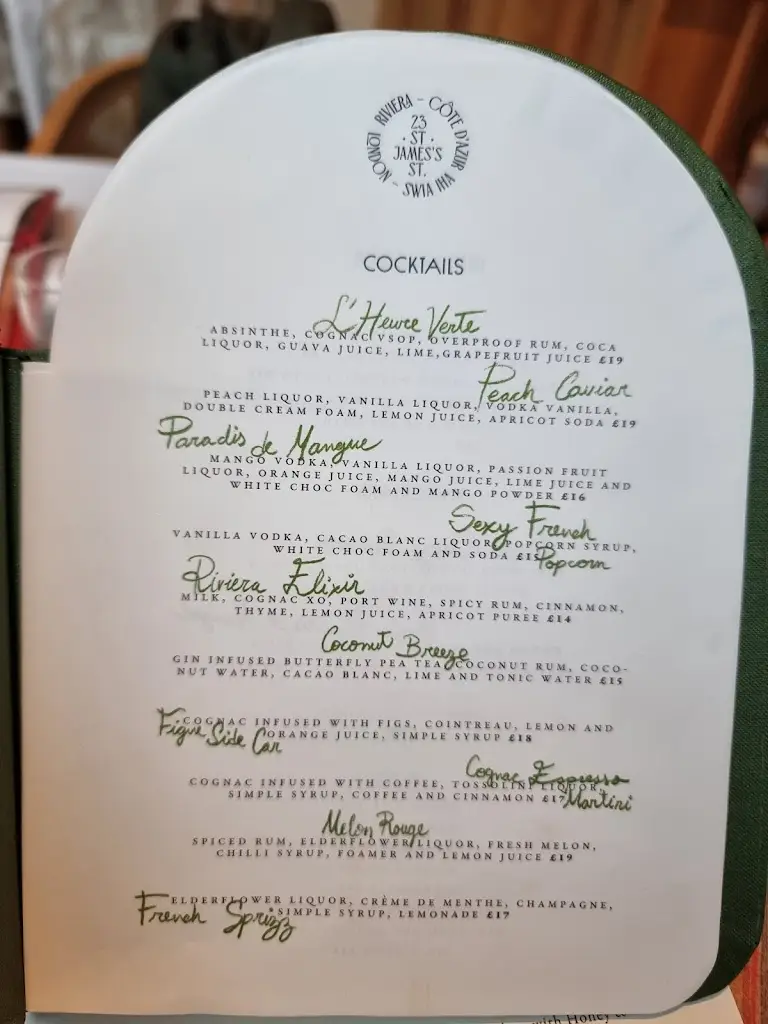 RIVIRA - CÔTE D'AZUR
23
· ST ·
JAMES'S
ST.
LONDON
SW1A 1HA
COCKTAILS
L'Heure Verte
ABSINTHE, COGNAC VSOP, OVERPROOF RUM, COCA
LIQUOR, GUAVA JUICE, LIME,GRAPEFRUIT JUICE £19
Peach Caviar
PEACH LIQUOR, VANILLA LIQUOR, VODKA VANILLA,
DOUBLE CREAM FOAM, LEMON JUICE, APRICOT SODA £19
Paradis de Mangue
MANGO VODKA, VANILLA LIQUOR, PASSION FRUIT
LIQUOR, ORANGE JUICE, MANGO JUICE, LIME JUICE AND
WHITE CHOC FOAM AND MANGO POWDER £16
Sexy French
VANILLA VODKA, CACAO BLANC LIQUOR, POPCORN SYRUP,
WHITE CHOC FOAM AND SODA
Popcorn
Riviera Elixir
MILK, COGNAC XO, PORT WINE, SPICY RUM, CINNAMON,
THYME, LEMON JUICE, APRICOT PUREE £14
Coconut Breeze
GIN INFUSED BUTTERFLY PEA TEA, COCONUT RUM, COCO-
NUT WATER, CACAO BLANC, LIME AND TONIC WATER £15
COGNAC INFUSED WITH FIGS, COINTREAU, LEMON AND
Figue Side Car
ORANGE JUICE, SIMPLE SYRUP £18
Cognac Espresso
COGNAC INFUSED WITH COFFEE, TOSSOLINI LIQUOR,
SIMPLE SYRUP, COFFEE AND CINNAMON £17
Martini
Melon Rouge
SPICED RUM, ELDERFLOWER LIQUOR, FRESH MELON,
CHILLI SYRUP, FOAMER AND LEMON JUICE £19
ELDERFLOWER LIQUOR, CRÈME DE MENTHE, CHAMPAGNE,
French Sprizz
*SIMPLE SYRUP, LEMONADE £17
with Honey &